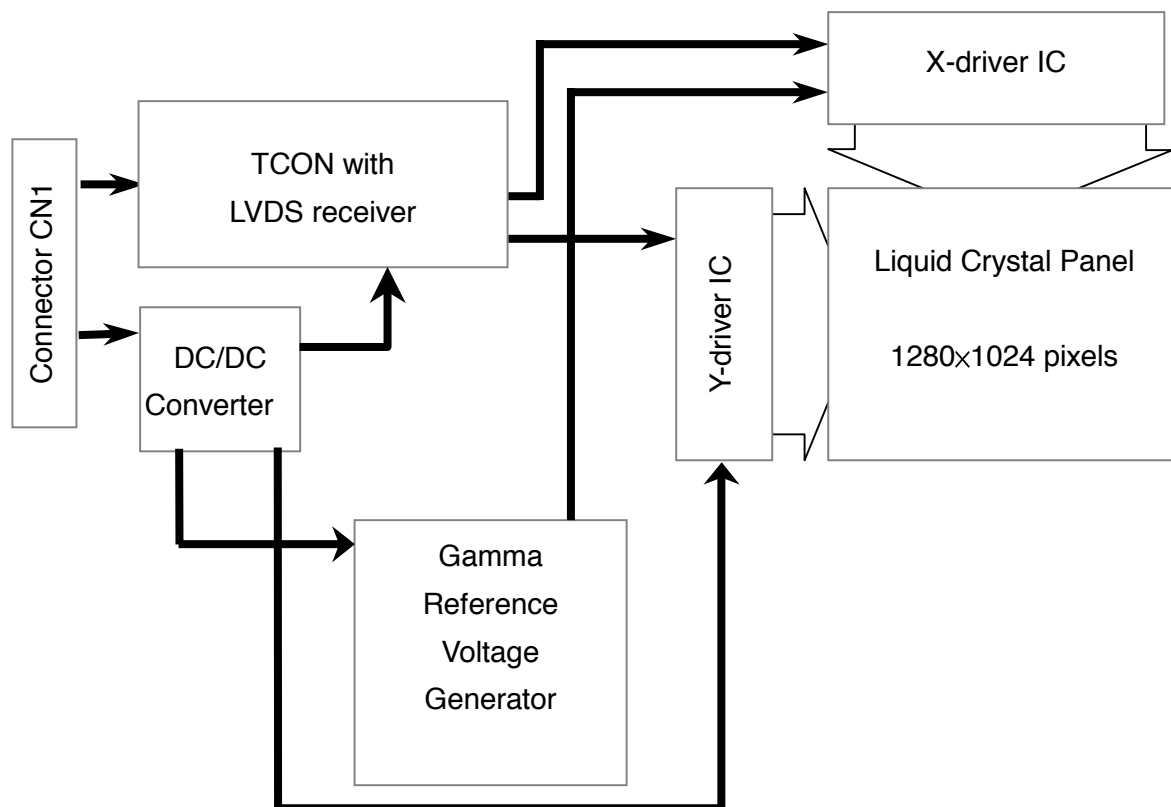 X-driver IC
TCON with
LVDS receiver
Connector CN1
Y-driver IC
Liquid Crystal Panel
1280×1024 pixels
DC/DC
Converter
Gamma
Reference
Voltage
Generator